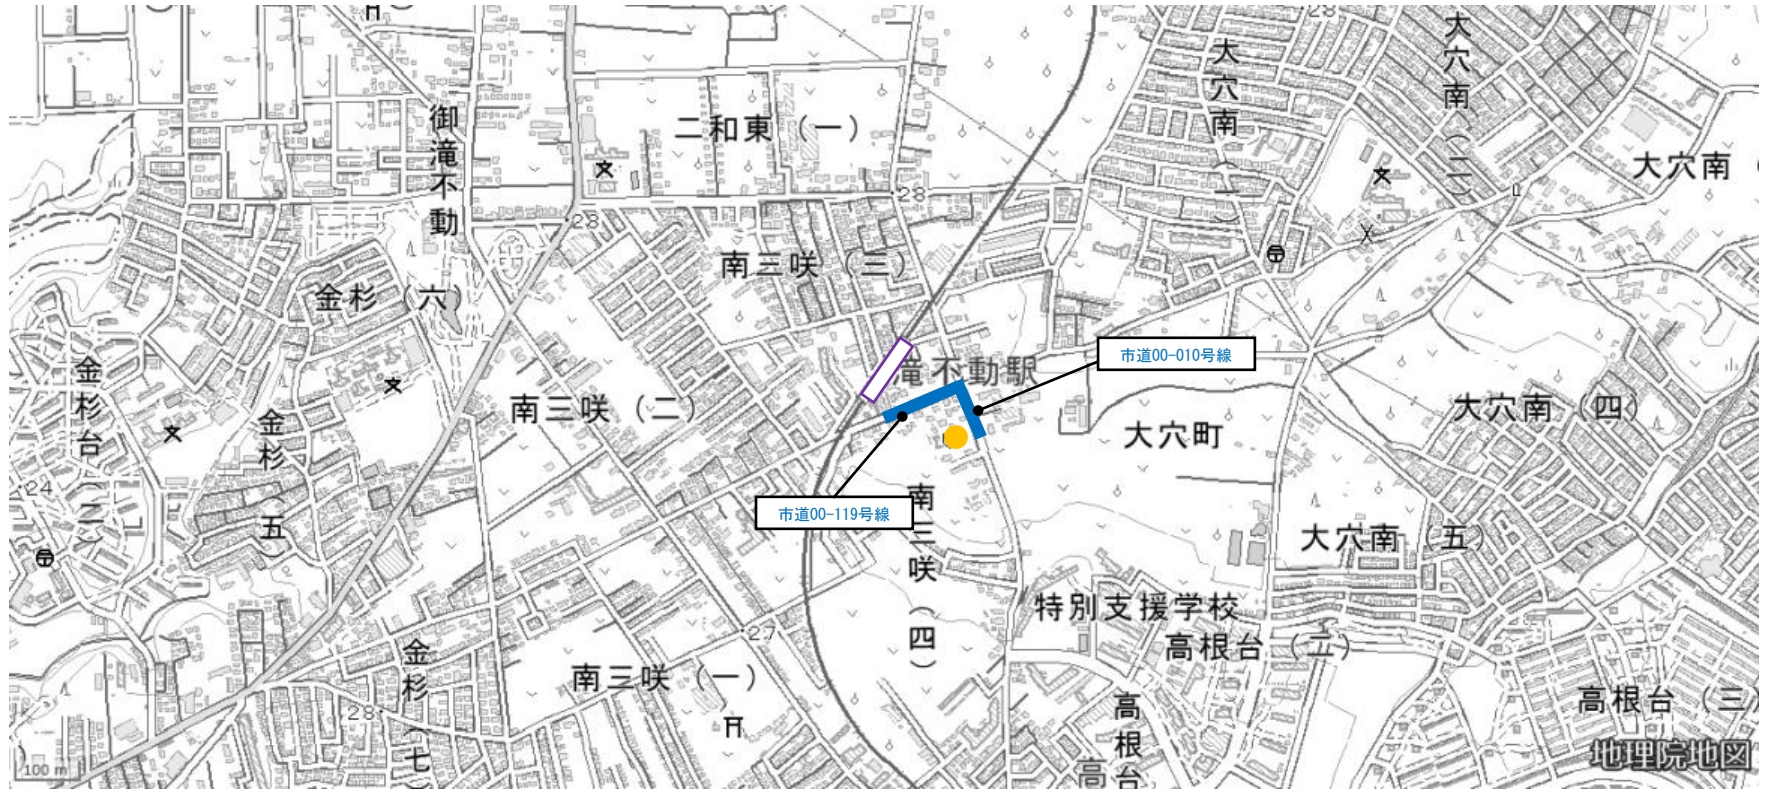 大穴南(二)
大穴南(一)
28
御滝不動
二和東(一)
大穴南(
28
28
南三咲(三)
金杉(六)
市道00-010号線
滝不動駅
金杉台(二)
金杉(五)
南三咲(二)
大穴南(四)
大穴町
24
市道00-119号線
南三咲(四)
大穴南(五)
特別支援学校
27
高根台(二)
金杉(七)
南三咲(一)
高根台(三)
28
高根台
高
地理院地図
100 m